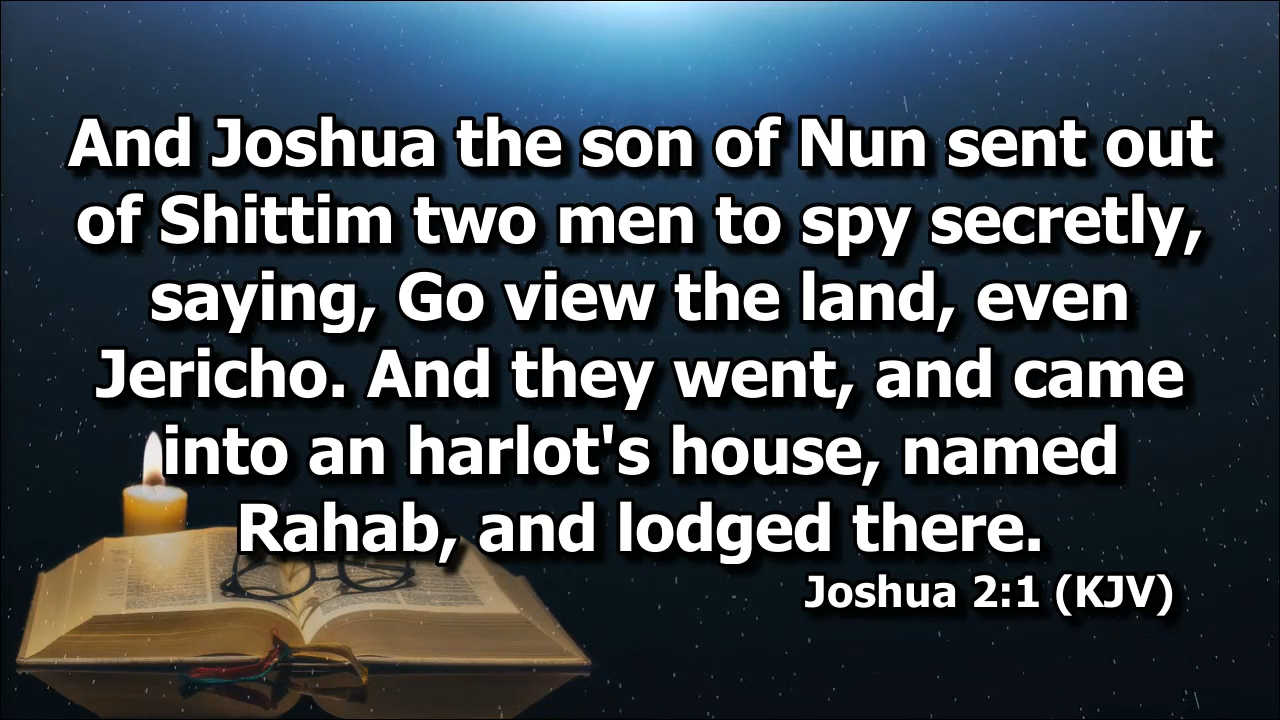 And Joshua the son of Nun sent out
of Shittim two men to spy secretly,
saying, Go view the land, even
Jericho. And they went, and came
into an harlot's house, named
Rahab, and lodged there.
Joshua 2:1 (KJV)